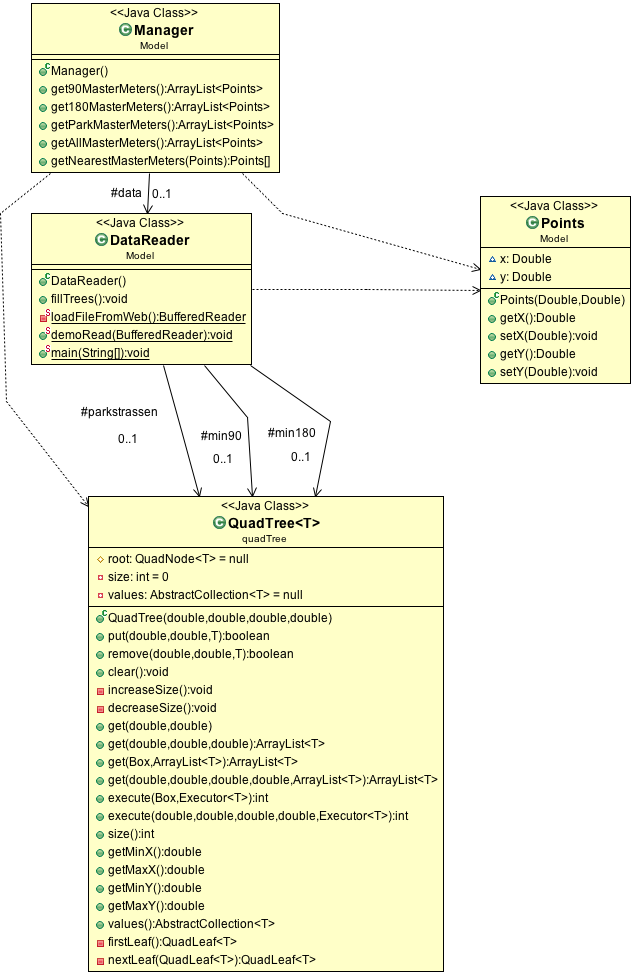 <<Java Class>>
Manager
Model
Manager()
get90MasterMeters():ArrayList<Points>
get180MasterMeters():ArrayList<Points>
getParkMasterMeters():ArrayList<Points>
getAllMasterMeters():ArrayList<Points>
getNearestMasterMeters(Points):Points[]
#data 0..1
<<Java Class>>
DataReader
Model
DataReader()
fillTrees():void
loadFileFromWeb():BufferedReader
demoRead(BufferedReader):void
main(String[]):void
<<Java Class>>
Points
Model
x: Double
y: Double
Points(Double,Double)
getX():Double
setX(Double):void
getY():Double
setY(Double):void
#parkstrassen
0..1
#min90
0..1
#min180
0..1
<<Java Class>>
QuadTree<T>
quadTree
root: QuadNode<T> = null
size: int = 0
values: AbstractCollection<T> = null
QuadTree(double,double,double,double)
put(double,double,T):boolean
remove(double,double,T):boolean
clear():void
increaseSize():void
decreaseSize():void
get(double,double)
get(double,double,double):ArrayList<T>
get(Box,ArrayList<T>):ArrayList<T>
get(double,double,double,double,ArrayList<T>):ArrayList<T>
execute(Box,Executor<T>):int
execute(double,double,double,double,Executor<T>):int
size():int
getMinX():double
getMaxX():double
getMinY():double
getMaxY():double
values():AbstractCollection<T>
firstLeaf():QuadLeaf<T>
nextLeaf(QuadLeaf<T>):QuadLeaf<T>